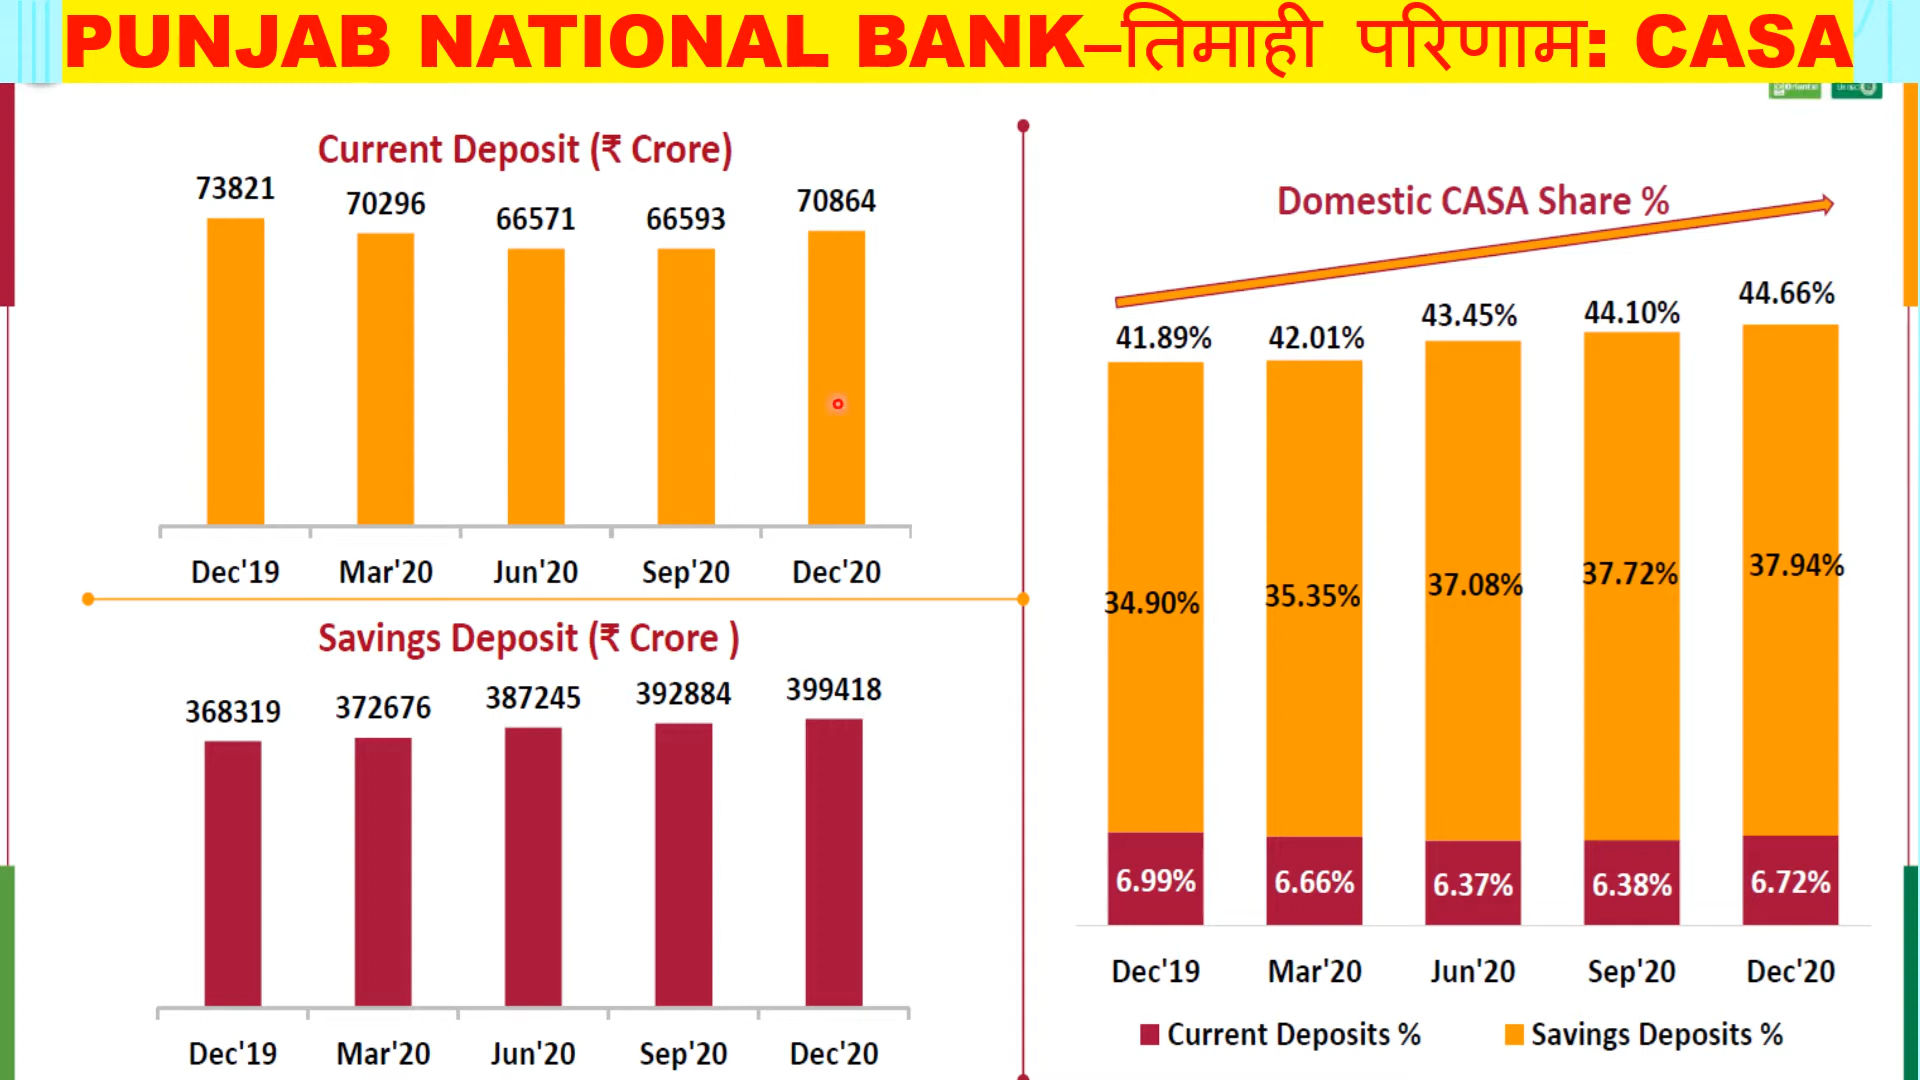 PUNJAB NATIONAL BANK–तिमाही परिणाम: CASA
Oriental
Current Deposit (₹ Crore)
73821 70296 66571 66593 70864
Dec'19 Mar'20 Jun'20 Sep'20 Dec'20
Savings Deposit (₹ Crore )
368319 372676 387245 392884 399418
Dec'19 Mar'20 Jun'20 Sep'20 Dec'20
Domestic CASA Share %
41.89% 42.01% 43.45% 44.10% 44.66%
34.90% 35.35% 37.08% 37.72% 37.94%
6.99% 6.66% 6.37% 6.38% 6.72%
Dec'19 Mar'20 Jun'20 Sep'20 Dec'20
Current Deposits % Savings Deposits %